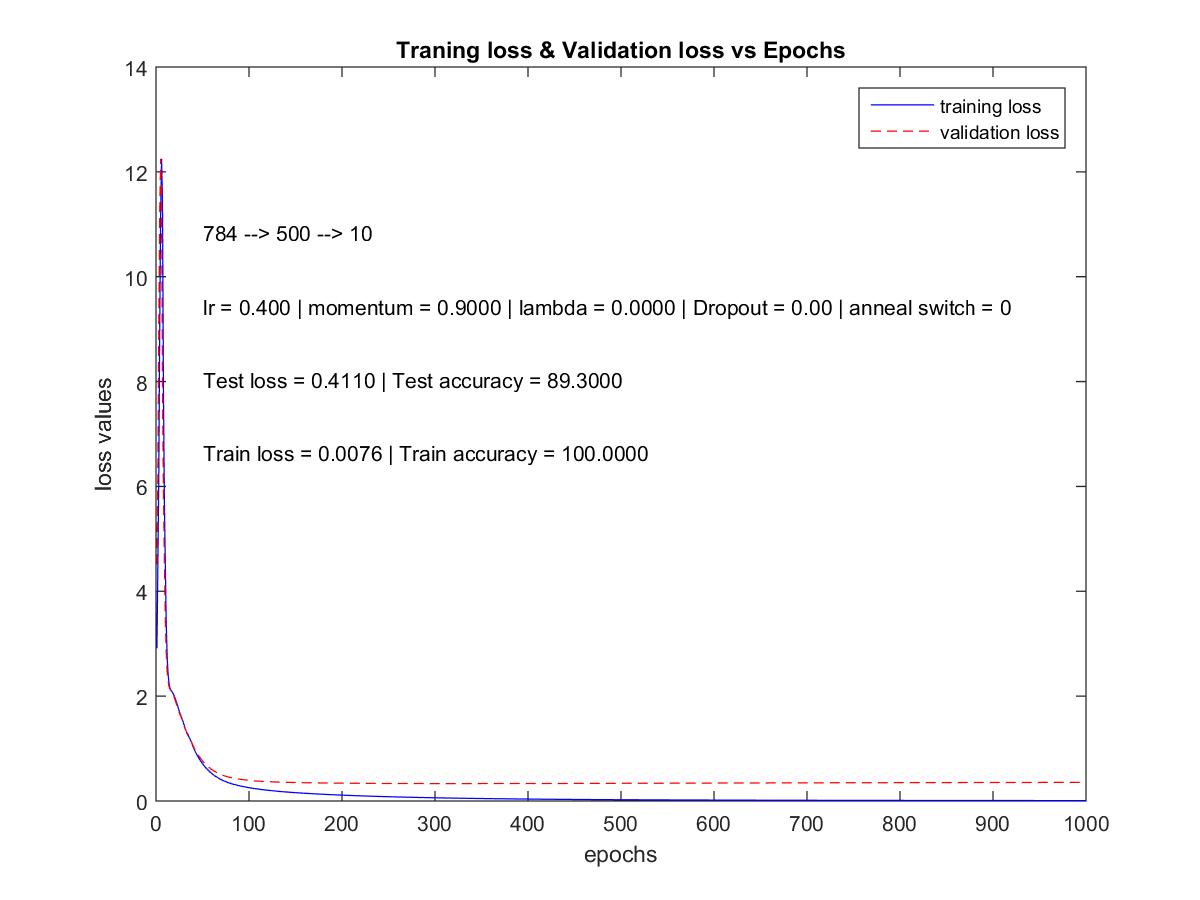 Traning loss & Validation loss vs Epochs
14
training loss
validation loss
12
784 --> 500 --> 10
10
lr = 0.400 | momentum = 0.9000 | lambda = 0.0000 | Dropout = 0.00 | anneal switch = 0
8
Test loss = 0.4110 | Test accuracy = 89.3000
Train loss = 0.0076 | Train accuracy = 100.0000
loss values
6
4
2
0
0 100 200 300 400 500 600 700 800 900 1000
epochs